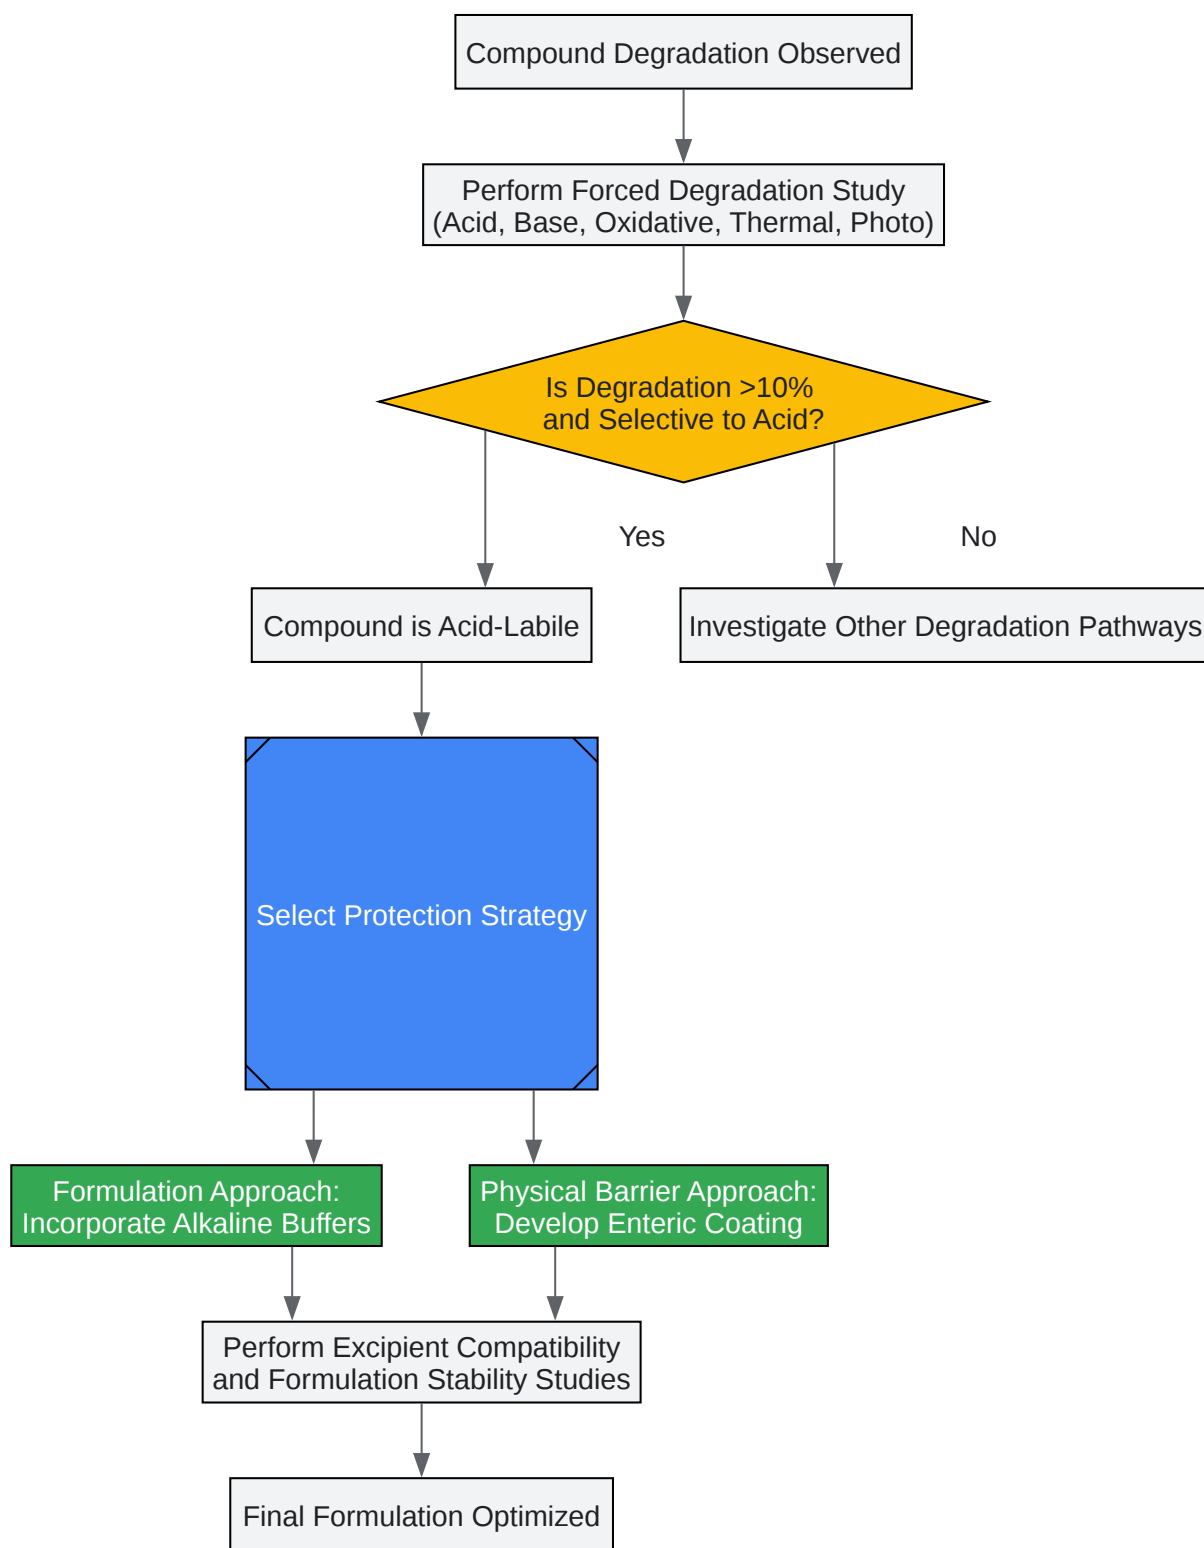 Compound Degradation Observed
Perform Forced Degradation Study
(Acid, Base, Oxidative, Thermal, Photo)
Is Degradation >10%
and Selective to Acid?
Yes
No
Compound is Acid-Labile
Investigate Other Degradation Pathways
Select Protection Strategy
Formulation Approach:
Incorporate Alkaline Buffers
Physical Barrier Approach:
Develop Enteric Coating
Perform Excipient Compatibility
and Formulation Stability Studies
Final Formulation Optimized